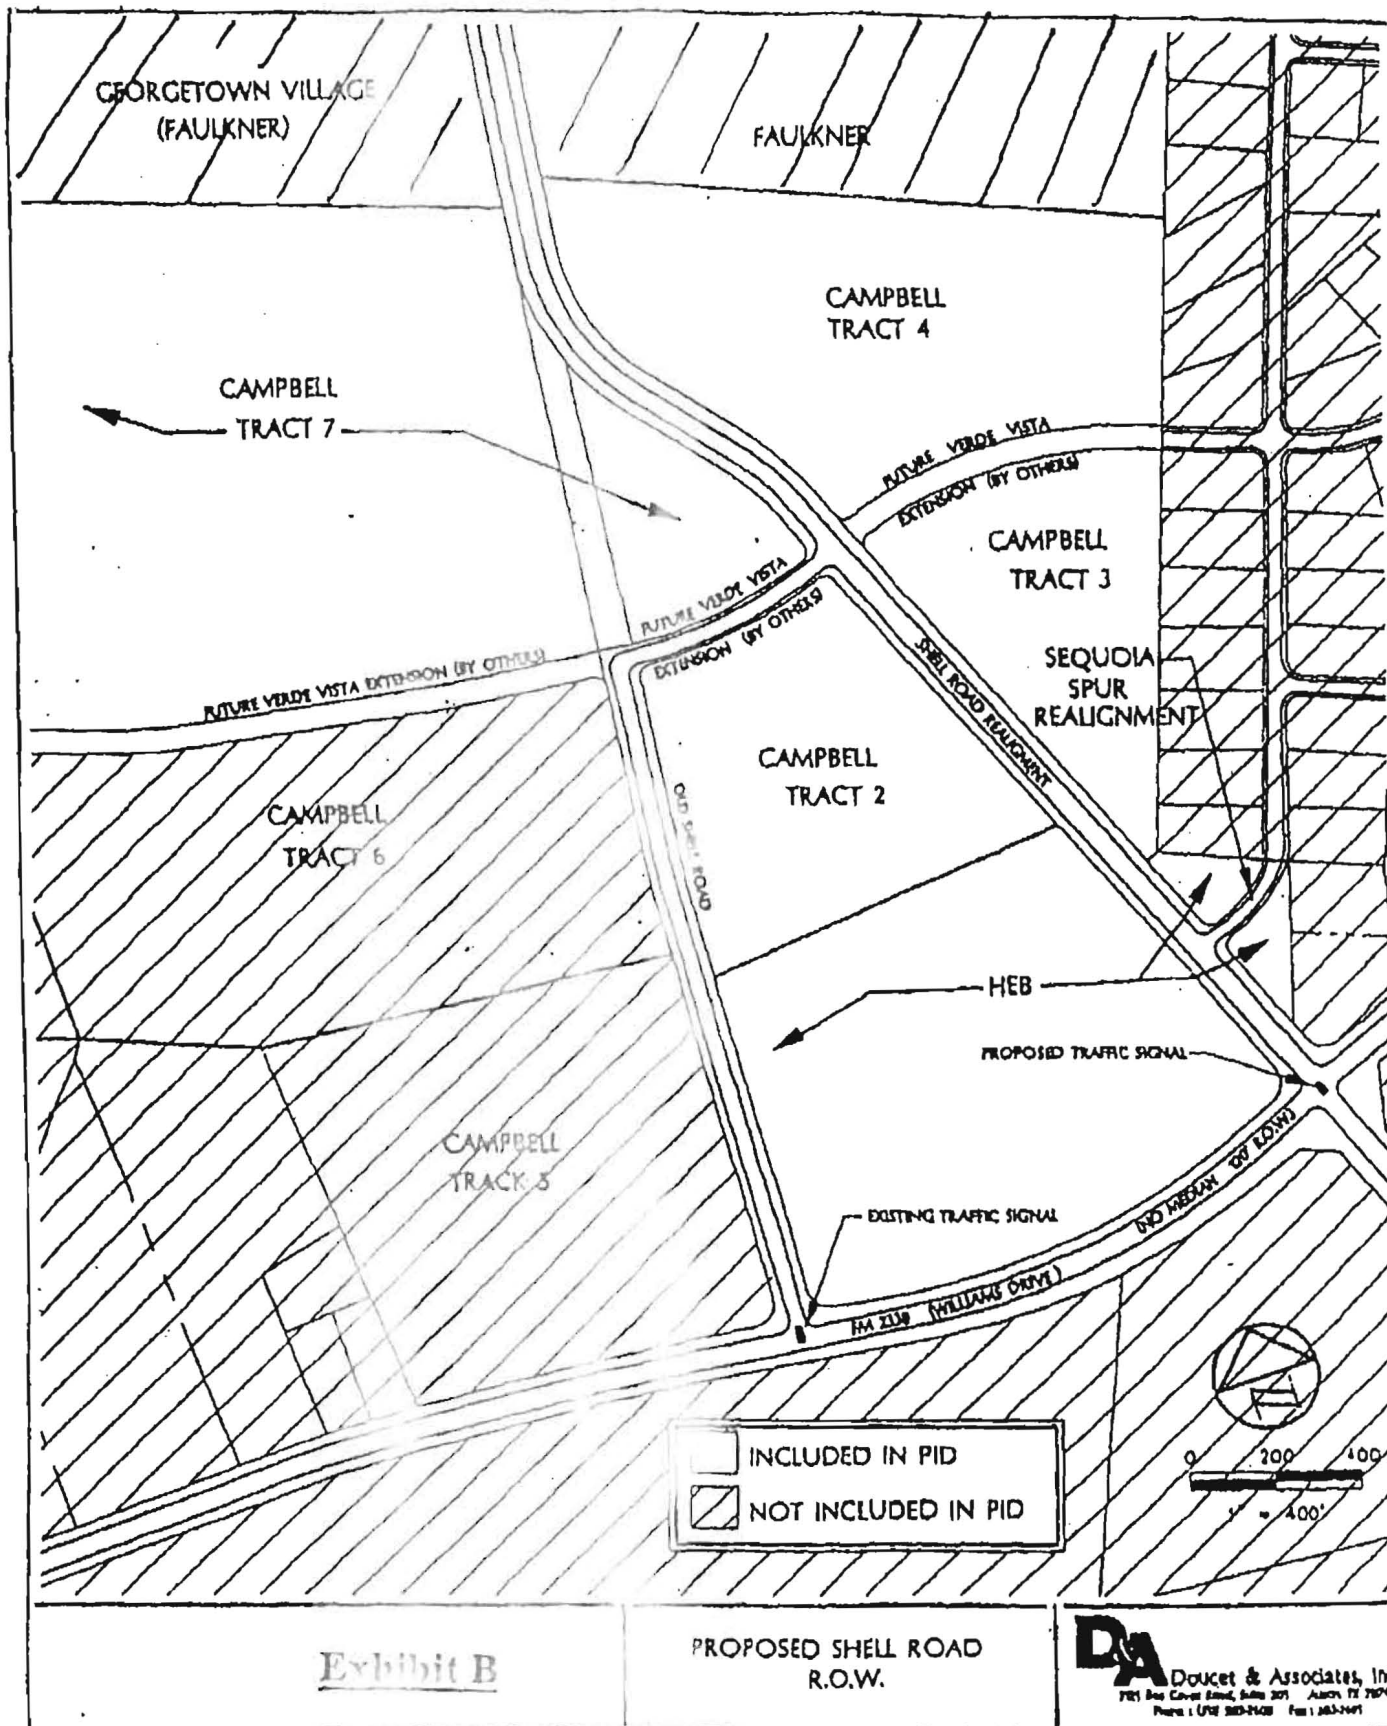 GEORGETOWN VILLAGE
(FAULKNER)
FAULKNER
CAMPBELL
TRACT 4
CAMPBELL
TRACT 7
FUTURE VERDE VISTA
EXTENSION (BY OTHERS)
CAMPBELL
TRACT 3
FUTURE VERDE VISTA
EXTENSION (BY OTHERS)
FUTURE VERDE VISTA EXTENSION (BY OTHERS)
SHELL ROAD REALIGMENT
SEQUOIA
SPUR
REALIGNMENT
CAMPBELL
TRACT 2
OLD SHELL ROAD
CAMPBELL
TRACT 6
HEB
PROPOSED TRAFFIC SIGNAL
CAMPBELL
TRACK 5
EXISTING TRAFFIC SIGNAL
(NO MEDIAN 100' R.O.W.)
FM 2338 (WILLIAMS DRIVE)
INCLUDED IN PID
NOT INCLUDED IN PID
0 200 400
1" = 400'
Exhibit B
PROPOSED SHELL ROAD
R.O.W.
D&A
Doucet & Associates, In